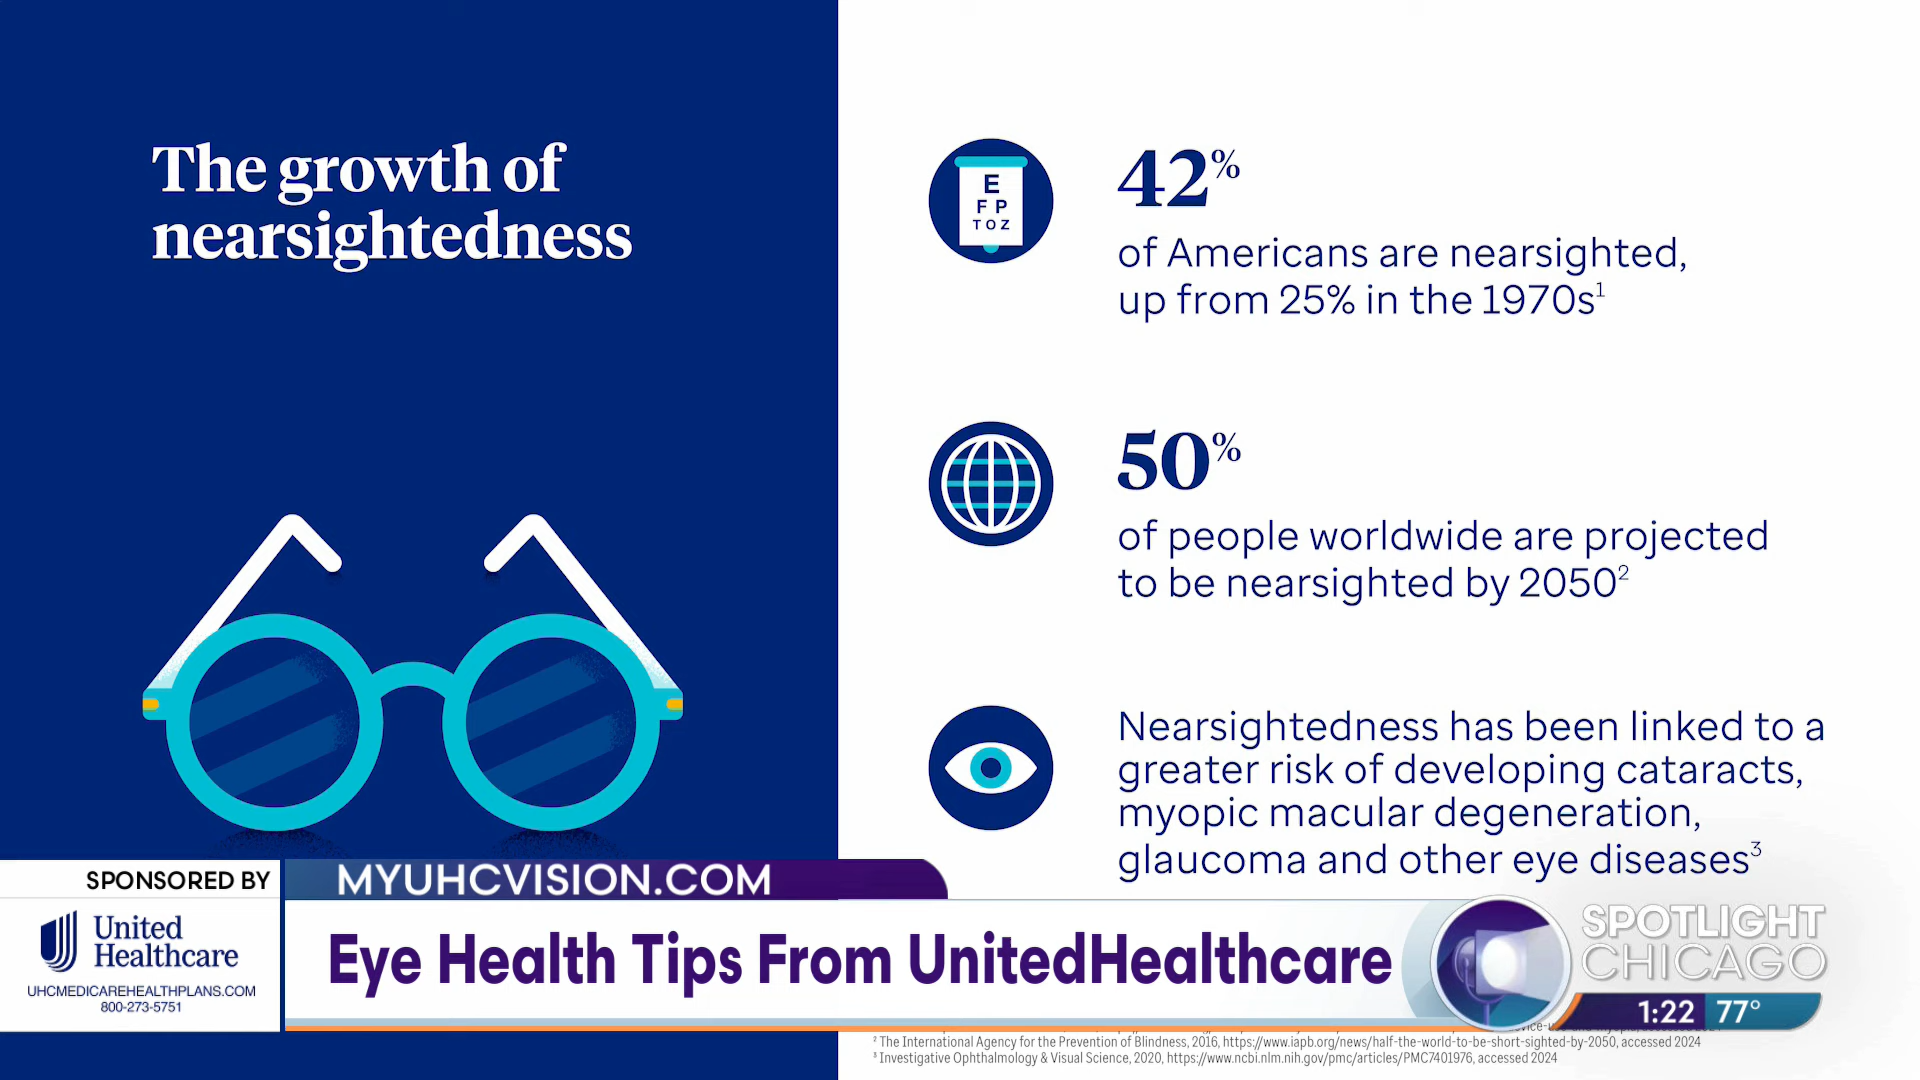 The growth of
nearsightedness
E
F P
T O Z
42%
of Americans are nearsighted,
up from 25% in the 1970s¹
50%
of people worldwide are projected
to be nearsighted by 2050²
Nearsightedness has been linked to a
greater risk of developing cataracts,
myopic macular degeneration,
glaucoma and other eye diseases³
SPONSORED BY
United
Healthcare
UHCMEDICAREHEALTHPLANS.COM
800-273-5751
MYUHCVISION.COM
Eye Health Tips From UnitedHealthcare
SPOTLIGHT
CHICAGO
1:22 77°
² The International Agency for the Prevention of Blindness, 2016, https://www.iapb.org/news/half-the-world-to-be-short-sighted-by-2050, accessed 2024
³ Investigative Ophthalmology & Visual Science, 2020, https://www.ncbi.nlm.nih.gov/pmc/articles/PMC7401976, accessed 2024